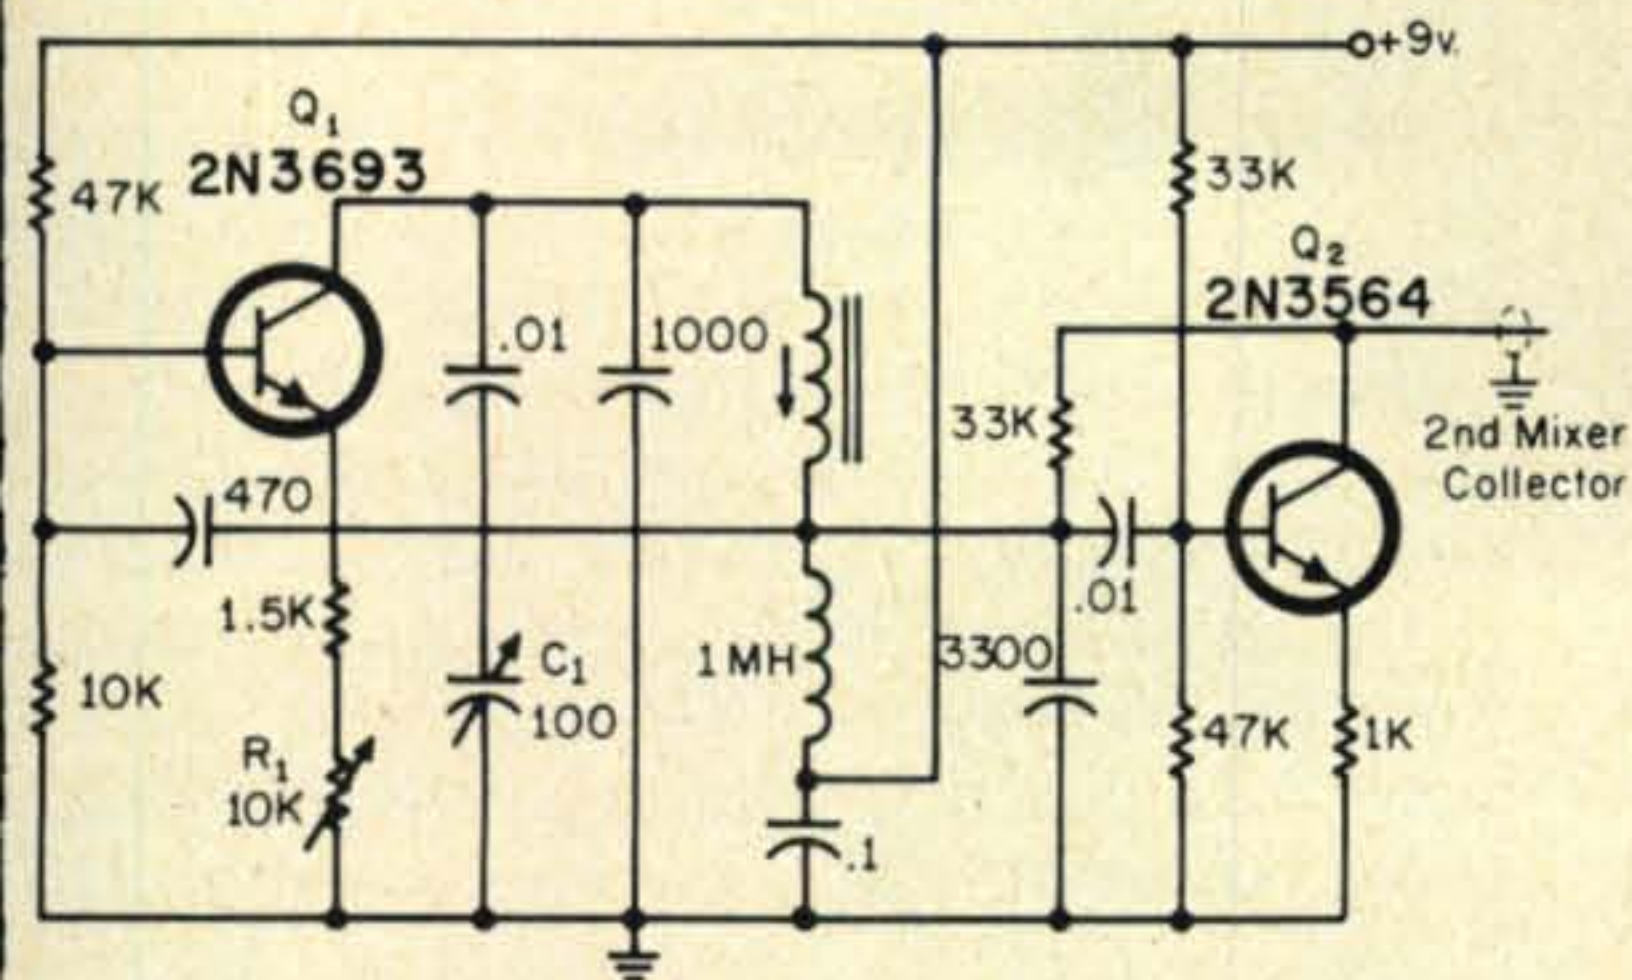 +9v.
Q1
2N3693
47K
33K
Q2
2N3564
.01
1000
33K
2nd Mixer
Collector
470
.01
1.5K
C1
100
1MH
3300
10K
47K
1K
R1
10K
.1